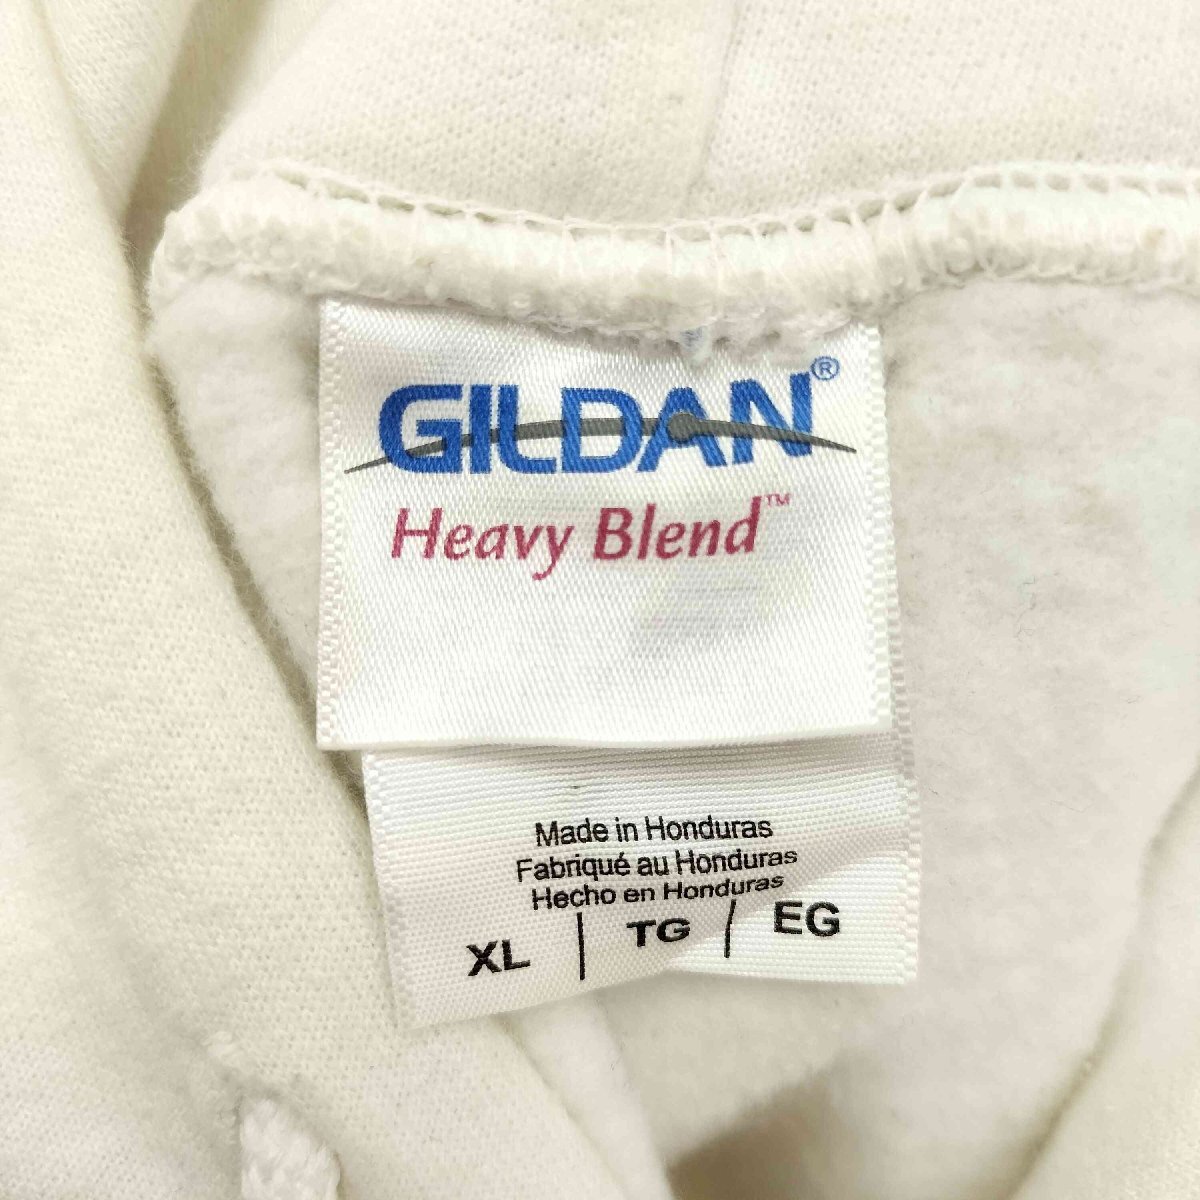 GILDAN®
Heavy Blend™
Made in Honduras
Fabriqué au Honduras
Hecho en Honduras
XL | TG | EG